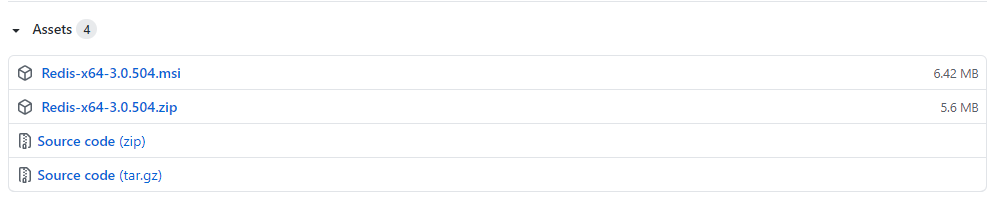 Assets 4
Redis-x64-3.0.504.msi 6.42 MB
Redis-x64-3.0.504.zip 5.6 MB
Source code (zip)
Source code (tar.gz)